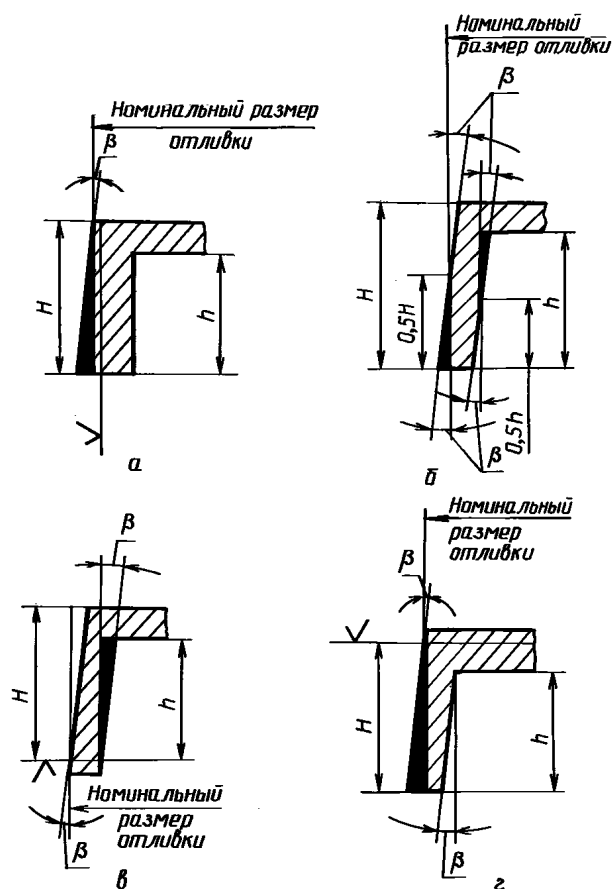 Номинальный размер
отливки
β
H
h
а
Номинальный
размер отливки
β
H
0,5H
h
0,5h
β
б
β
H
h
Номинальный
размер
отливки
β
в
Номинальный
размер
отливки
β
H
h
β
г